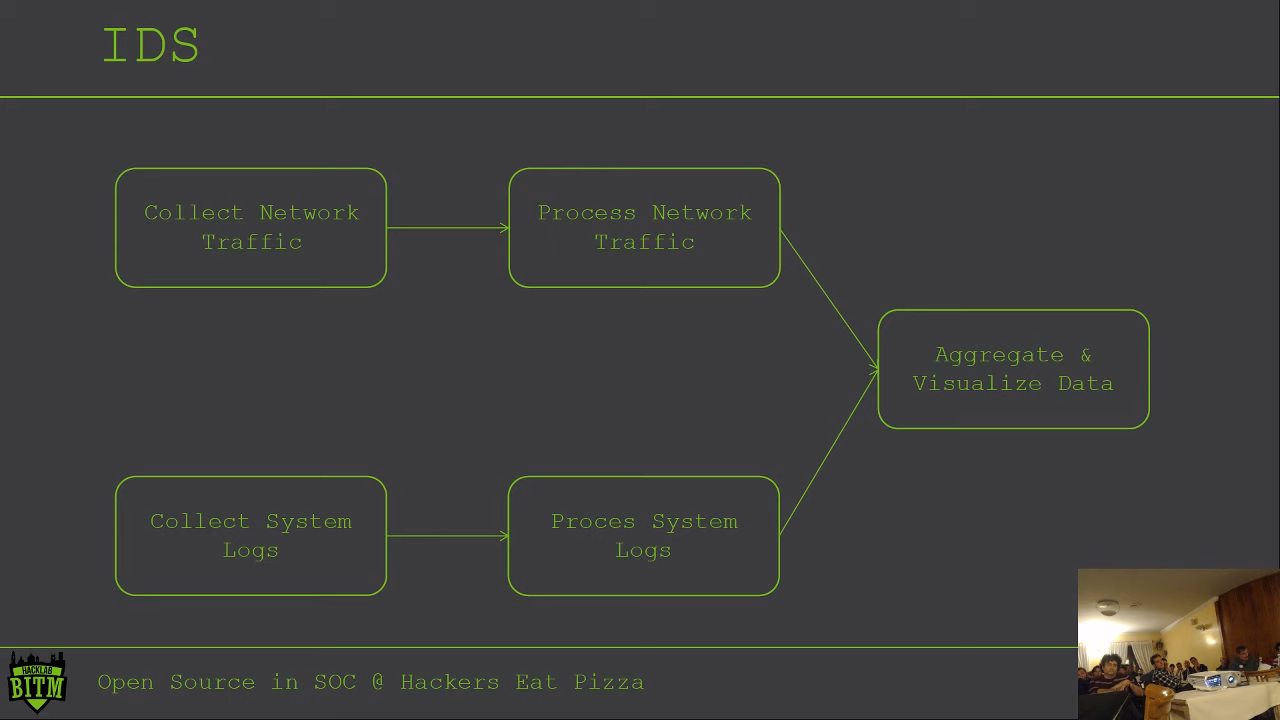 IDS
Collect Network
Traffic
Process Network
Traffic
Aggregate &
Visualize Data
Collect System
Logs
Proces System
Logs
HACKLAB
BITM
Open Source in SOC @ Hackers Eat Pizza